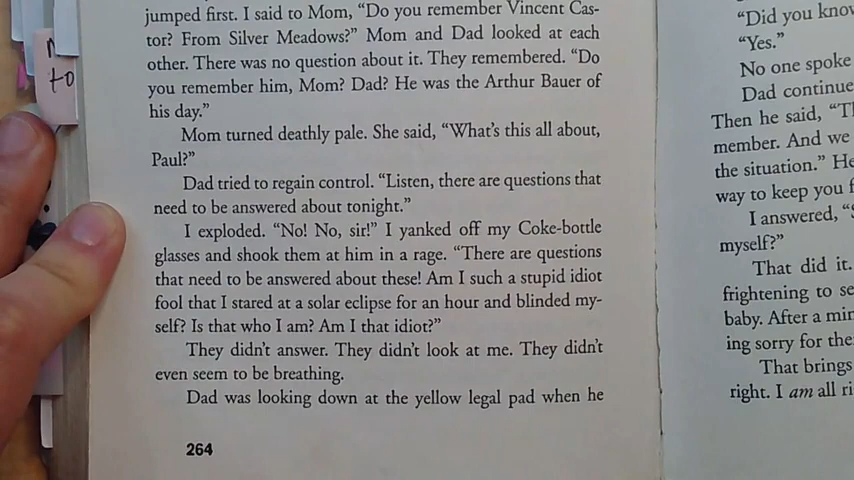 to
jumped first. I said to Mom, “Do you remember Vincent Cas-
tor? From Silver Meadows?” Mom and Dad looked at each
other. There was no question about it. They remembered. “Do
you remember him, Mom? Dad? He was the Arthur Bauer of
his day.”
Mom turned deathly pale. She said, “What’s this all about,
Paul?”
Dad tried to regain control. “Listen, there are questions that
need to be answered about tonight.”
I exploded. “No! No, sir!” I yanked off my Coke-bottle
glasses and shook them at him in a rage. “There are questions
that need to be answered about these! Am I such a stupid idiot
fool that I stared at a solar eclipse for an hour and blinded my-
self? Is that who I am? Am I that idiot?”
They didn’t answer. They didn’t look at me. They didn’t
even seem to be breathing.
Dad was looking down at the yellow legal pad when he
264
“Did you know
“Yes.”
No one spoke
Dad continue
Then he said,
member. And we
the situation.” He
way to keep you
I answered,
myself?”
That did it.
frightening to se
baby. After a min
ing sorry for the
That brings
right. I am all ri